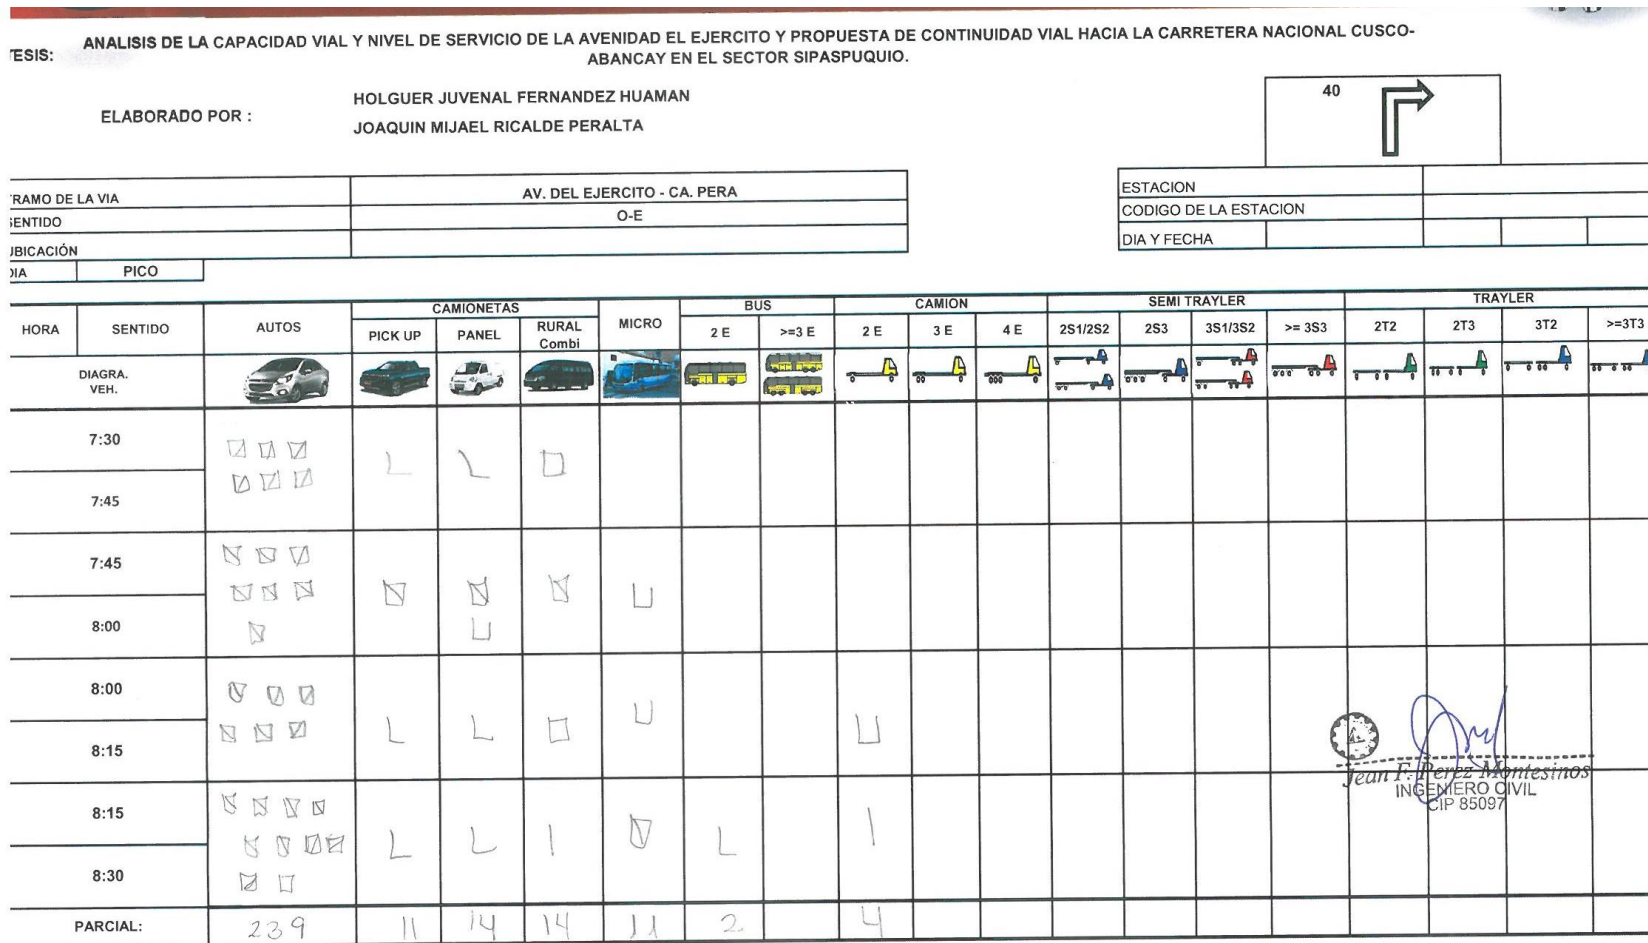 ANALISIS DE LA CAPACIDAD VIAL Y NIVEL DE SERVICIO DE LA AVENIDAD EL EJERCITO Y PROPUESTA DE CONTINUIDAD VIAL HACIA LA CARRETERA NACIONAL CUSCO-
TESIS:
ABANCAY EN EL SECTOR SIPASPUQUIO.
ELABORADO POR :
HOLGUER JUVENAL FERNANDEZ HUAMAN
JOAQUIN MIJAEL RICALDE PERALTA
40
TRAMO DE LA VIA AV. DEL EJERCITO - CA. PERA
SENTIDO O-E
UBICACIÓN
DIA PICO
ESTACION
CODIGO DE LA ESTACION
DIA Y FECHA
HORA SENTIDO AUTOS CAMIONETAS MICRO BUS CAMION SEMI TRAYLER TRAYLER
PICK UP PANEL RURAL Combi 2 E >=3 E 2 E 3 E 4 E 2S1/2S2 2S3 3S1/3S2 >= 3S3 2T2 2T3 3T2 >=3T3
DIAGRA.
VEH.
7:30
7:45
7:45
8:00
8:00
8:15
8:15
8:30
Jean F. Perez Montesinos
INGENIERO CIVIL
CIP 85097
PARCIAL: 239 11 14 14 11 2 4